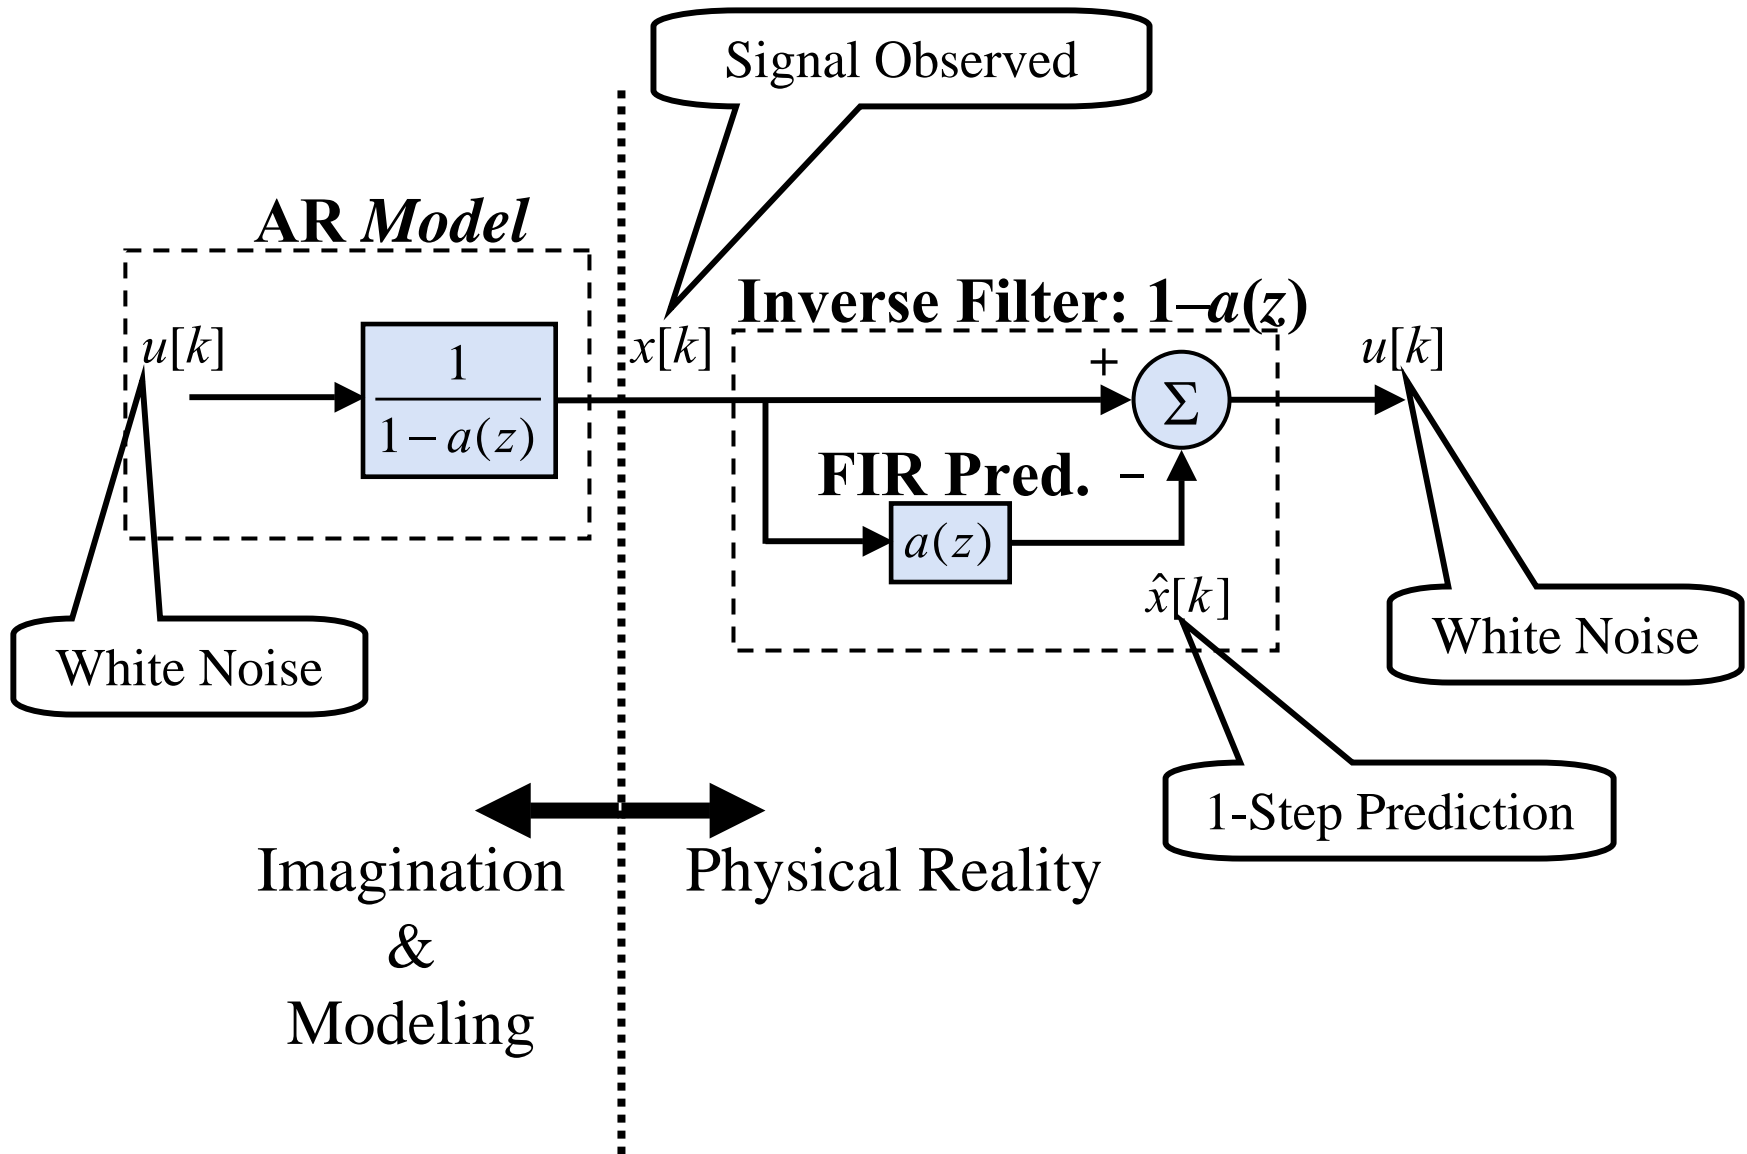 Signal Observed
AR Model
Inverse Filter: 1–a(z)
u[k]
1
1 – a(z)
x[k]
+
Σ
u[k]
FIR Pred.
–
a(z)
x̂[k]
White Noise
White Noise
1-Step Prediction
Imagination
&
Modeling
Physical Reality